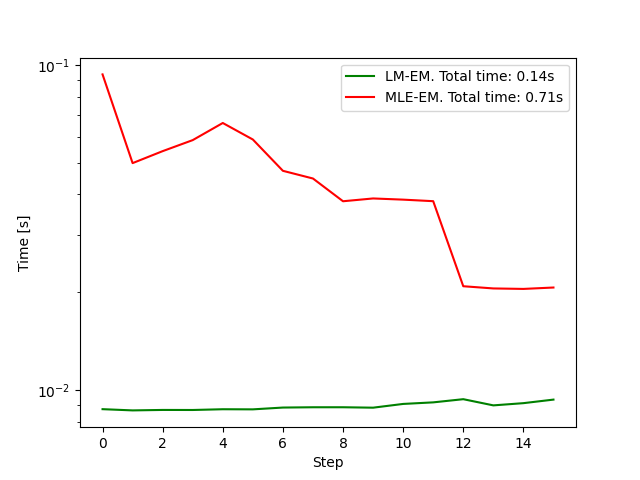 LM-EM. Total time: 0.14s
MLE-EM. Total time: 0.71s
Time [s]
10⁻¹
10⁻²
0 2 4 6 8 10 12 14
Step